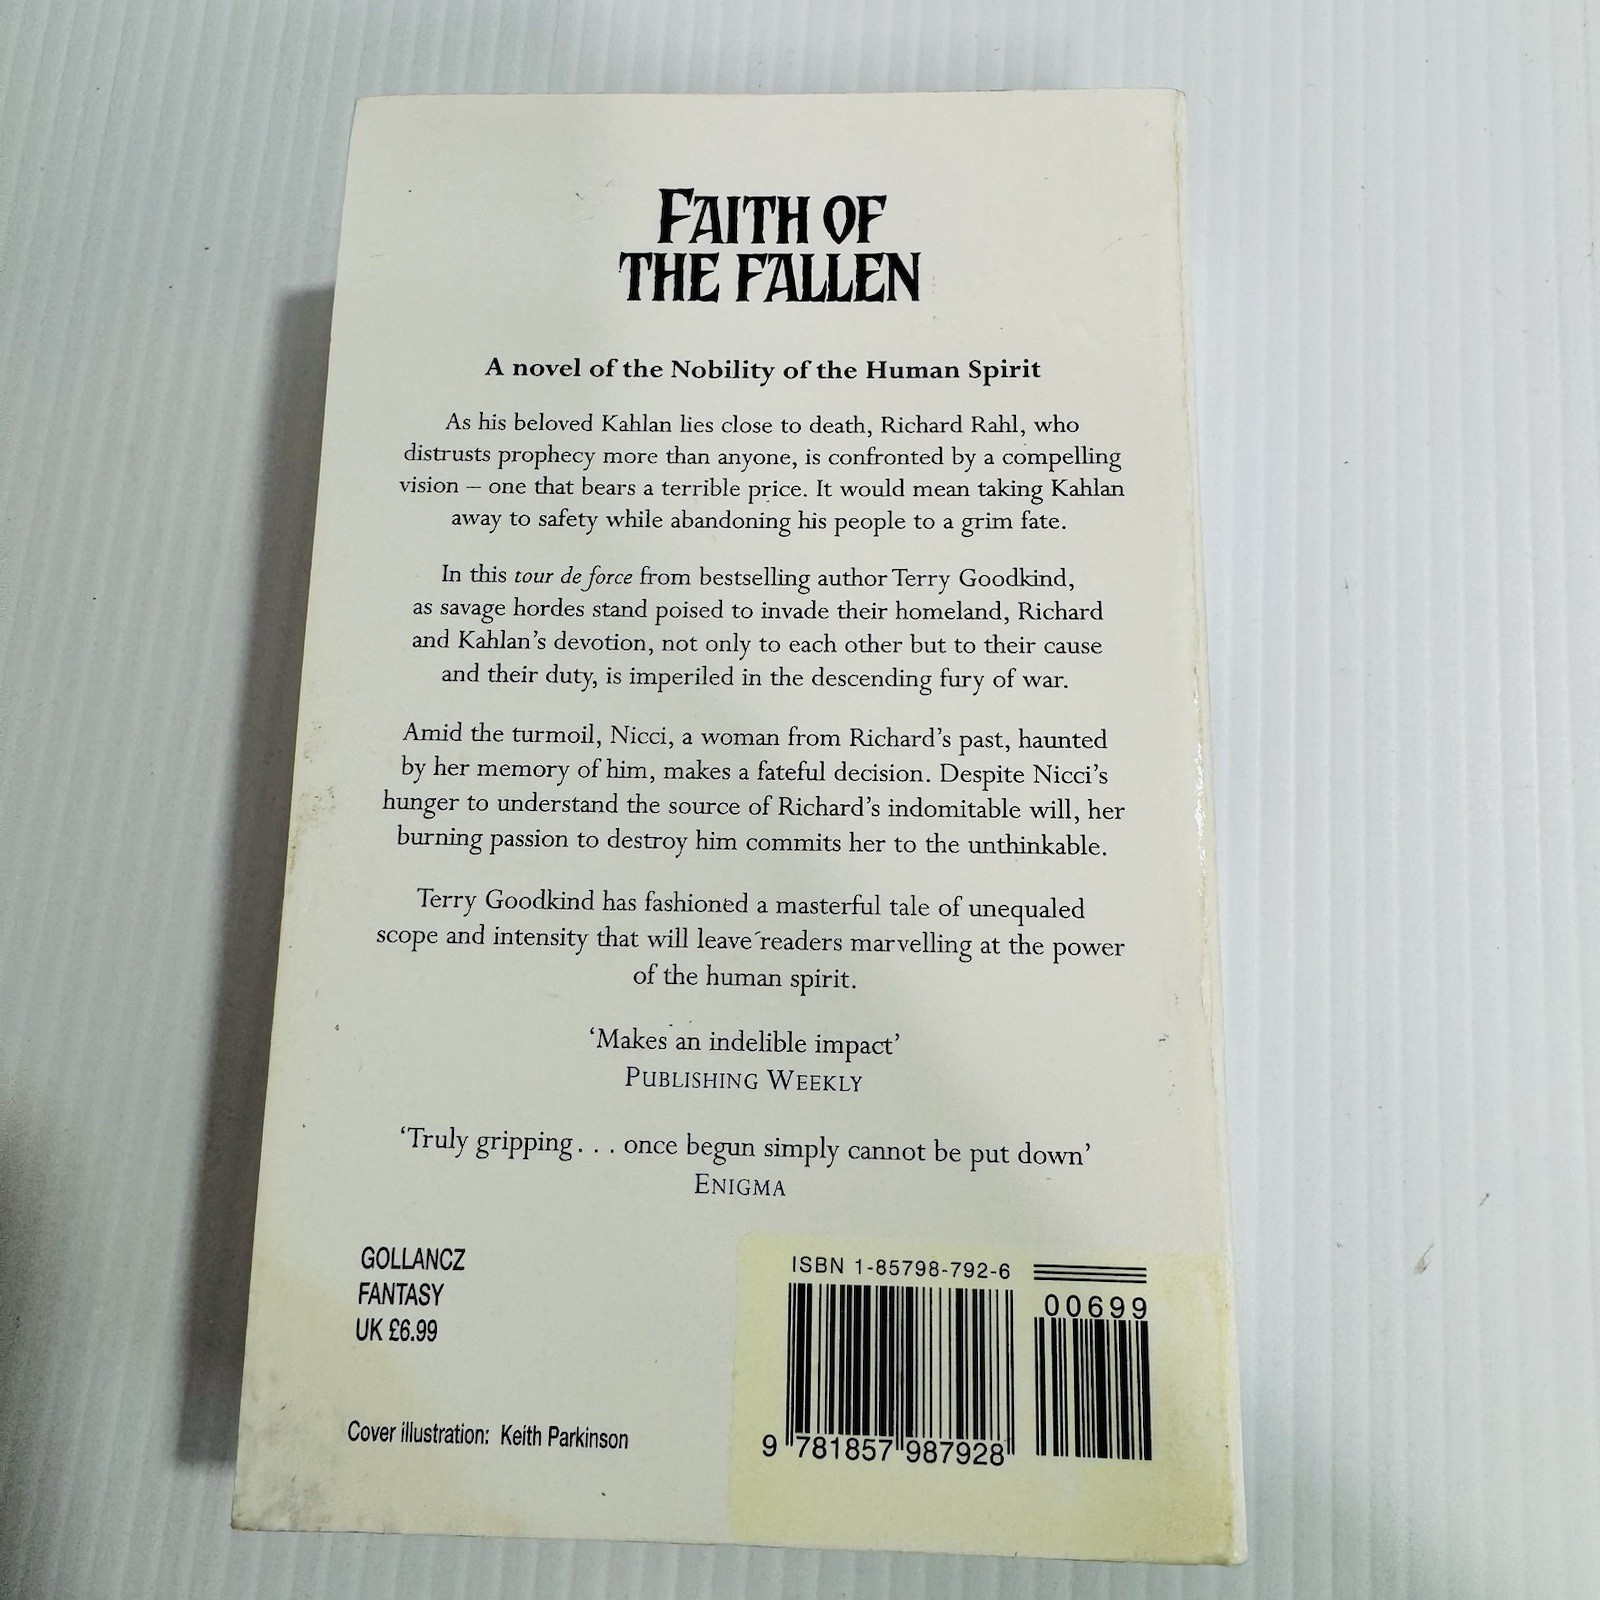 FAITH OF
THE FALLEN
A novel of the Nobility of the Human Spirit
As his beloved Kahlan lies close to death, Richard Rahl, who
distrusts prophecy more than anyone, is confronted by a compelling
vision – one that bears a terrible price. It would mean taking Kahlan
away to safety while abandoning his people to a grim fate.
In this tour de force from bestselling author Terry Goodkind,
as savage hordes stand poised to invade their homeland, Richard
and Kahlan's devotion, not only to each other but to their cause
and their duty, is imperiled in the descending fury of war.
Amid the turmoil, Nicci, a woman from Richard's past, haunted
by her memory of him, makes a fateful decision. Despite Nicci's
hunger to understand the source of Richard's indomitable will, her
burning passion to destroy him commits her to the unthinkable.
Terry Goodkind has fashioned a masterful tale of unequaled
scope and intensity that will leave readers marvelling at the power
of the human spirit.
‘Makes an indelible impact’
PUBLISHING WEEKLY
‘Truly gripping. . . once begun simply cannot be put down’
ENIGMA
GOLLANCZ
FANTASY
UK £6.99
Cover illustration: Keith Parkinson
ISBN 1-85798-792-6
00699
9 781857 987928